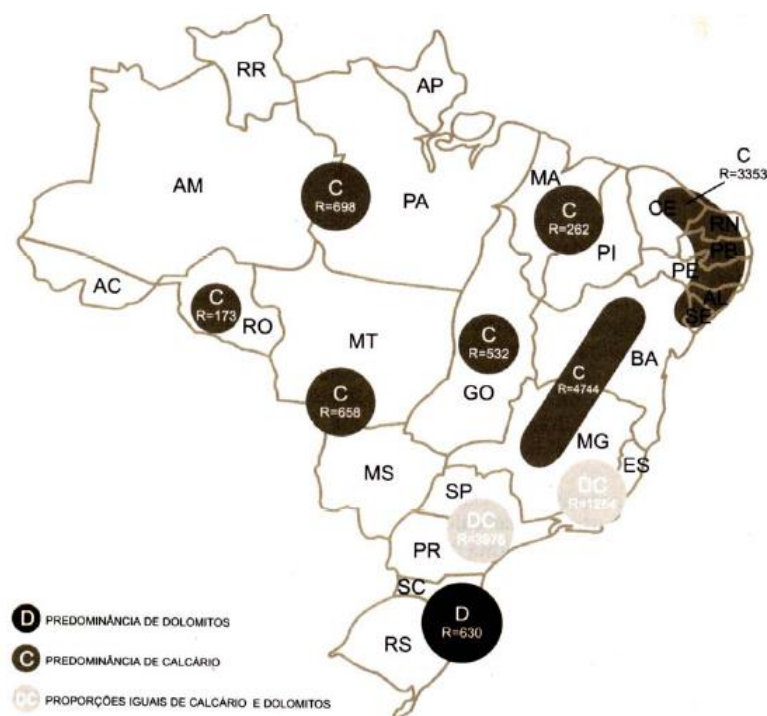 RR
AP
AM
C
R=698
PA
MA
C
R=262
PI
C
R=3353
CE
RN
PB
PE
AL
SE
AC
C
R=173
RO
MT
C
R=532
GO
C
R=4744
BA
C
R=658
MG
ES
MS
SP
DC
DC
R=3975
PR
SC
D
R=630
RS
D PREDOMINÂNCIA DE DOLOMITOS
C PREDOMINÂNCIA DE CALCÁRIO
DC PROPORÇÕES IGUAIS DE CALCÁRIO E DOLOMITOS